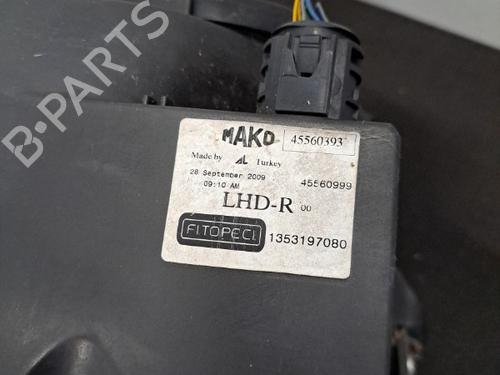 B-PARTS
MAKO 45560393
Made by AL Turkey
28 September 2009
09:10 AM
45560999
LHD-R 00
FITOPECI 1353197080